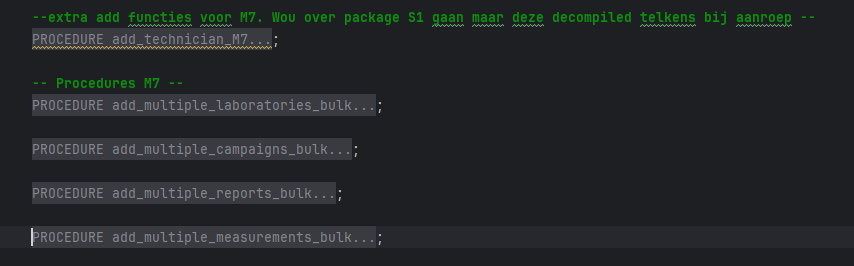 --extra add functies voor M7. Wou over package S1 gaan maar deze decompiled telkens bij aanroep --
PROCEDURE add_technician_M7...;
-- Procedures M7 --
PROCEDURE add_multiple_laboratories_bulk...;
PROCEDURE add_multiple_campaigns_bulk...;
PROCEDURE add_multiple_reports_bulk...;
PROCEDURE add_multiple_measurements_bulk...;